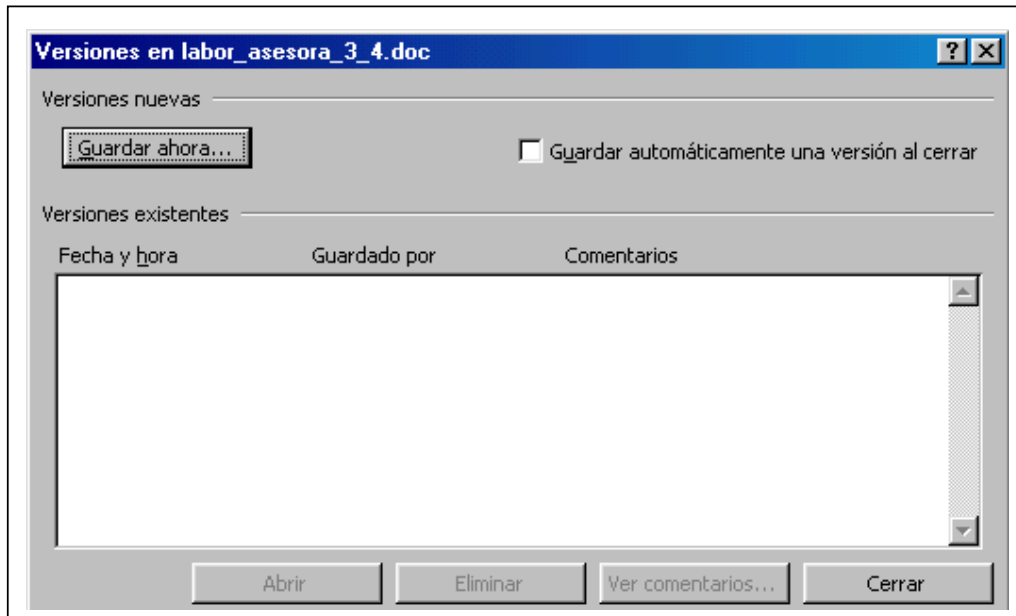 Versiones en labor_asesora_3_4.doc
Versiones nuevas
Guardar ahora... Guardar automáticamente una versión al cerrar
Versiones existentes
Fecha y hora Guardado por Comentarios
Abrir Eliminar Ver comentarios... Cerrar